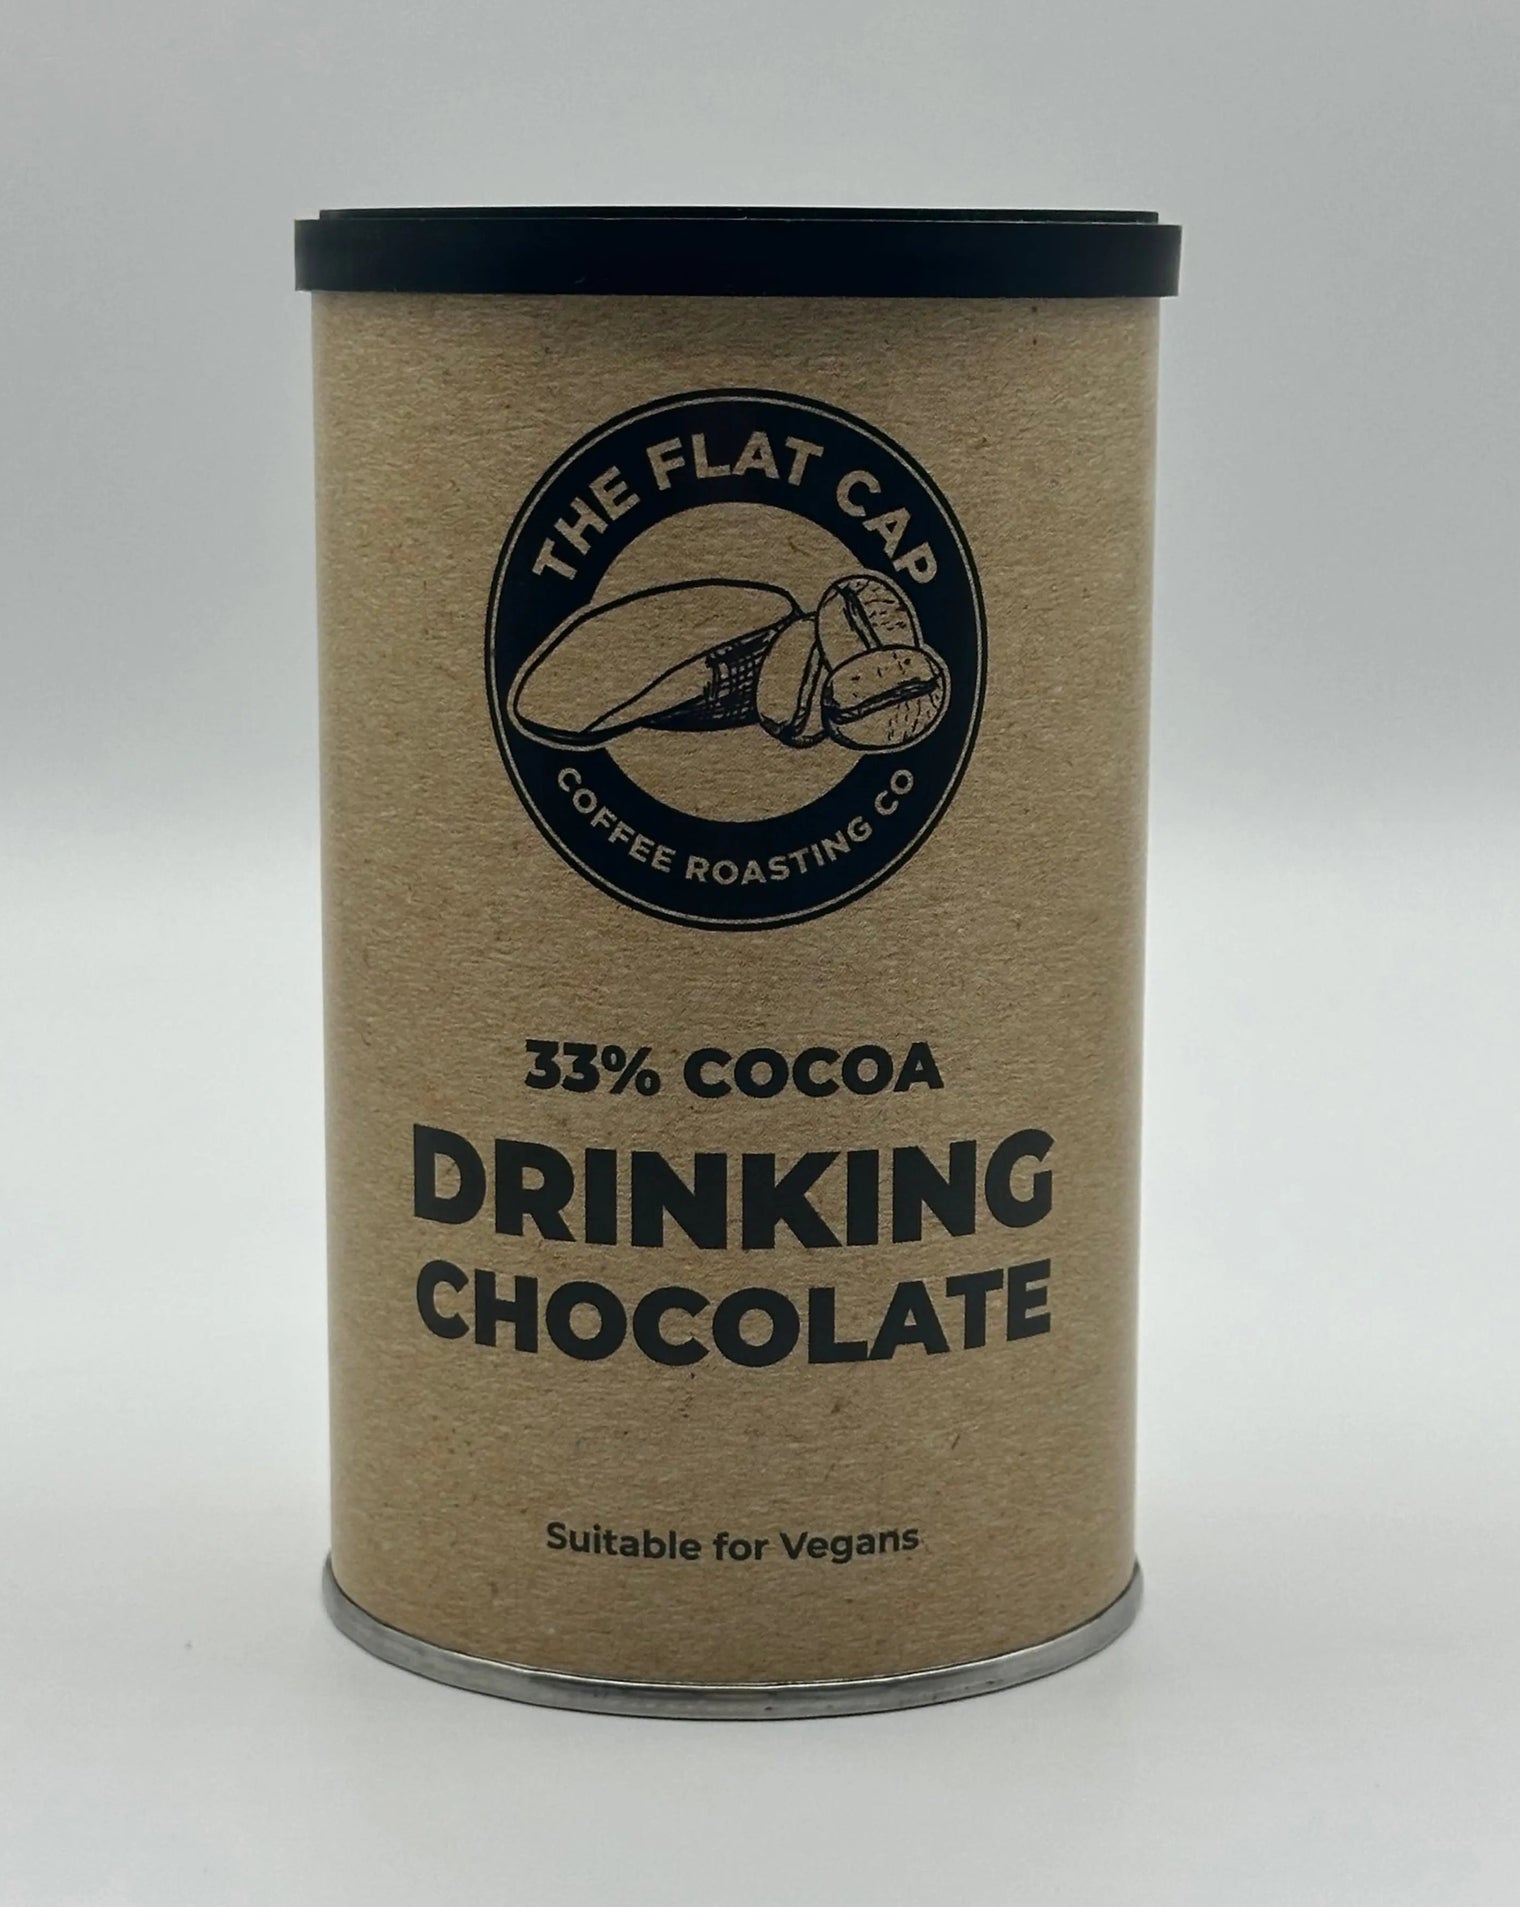 THE FLAT CAP
COFFEE ROASTING CO
33% COCOA
DRINKING
CHOCOLATE
Suitable for Vegans